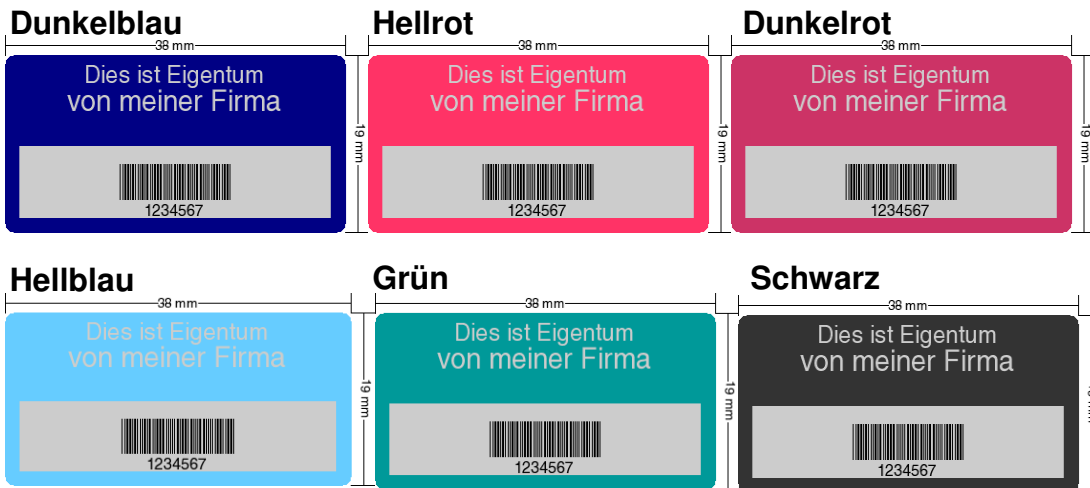 Dunkelblau
Hellrot
Dunkelrot
38 mm
38 mm
38 mm
Dies ist Eigentum
von meiner Firma
19 mm
1234567
Dies ist Eigentum
von meiner Firma
19 mm
1234567
Dies ist Eigentum
von meiner Firma
19 mm
1234567
Hellblau
Grün
Schwarz
38 mm
38 mm
38 mm
Dies ist Eigentum
von meiner Firma
19 mm
1234567
Dies ist Eigentum
von meiner Firma
19 mm
1234567
Dies ist Eigentum
von meiner Firma
1234567